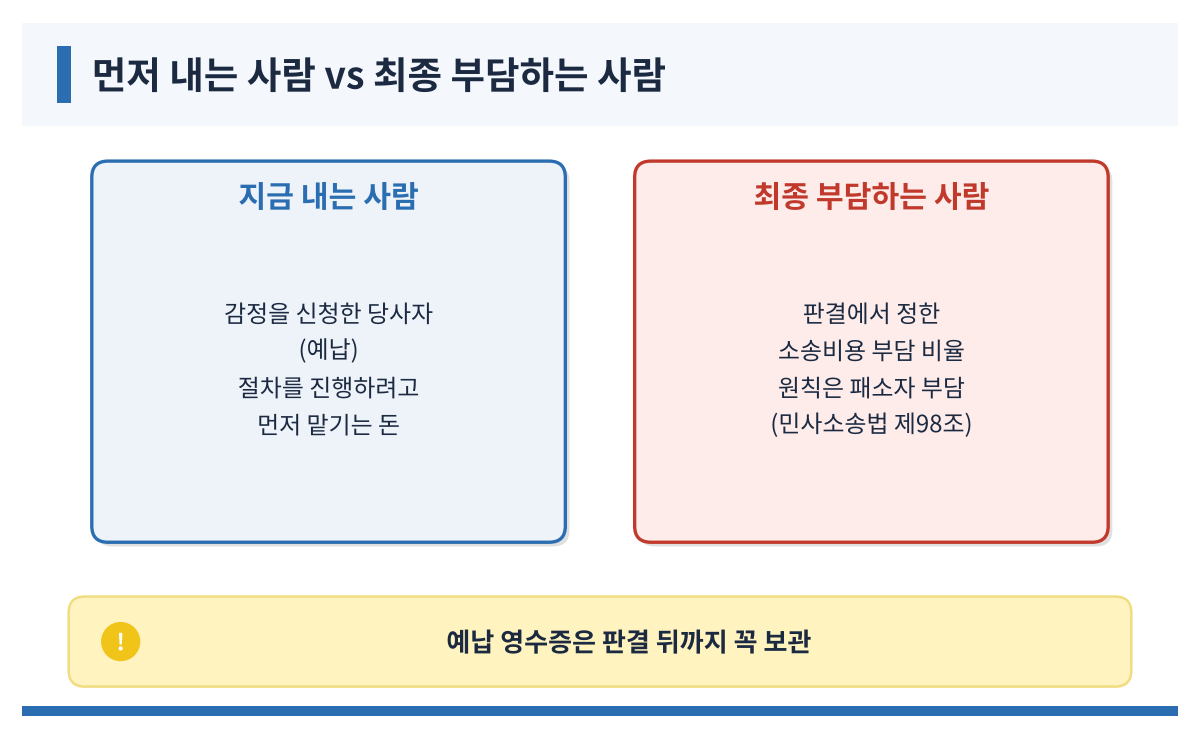 먼저 내는 사람 vs 최종 부담하는 사람
지금 내는 사람
감정을 신청한 당사자
(예납)
절차를 진행하려고
먼저 맡기는 돈
최종 부담하는 사람
판결에서 정한
소송비용 부담 비율
원칙은 패소자 부담
(민사소송법 제98조)
!
예납 영수증은 판결 뒤까지 꼭 보관